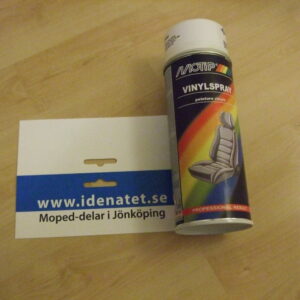 MOTIP
VINYLSPRAY
www.idenatet.se
Moped-delar i Jönköping
PROFESSIONAL